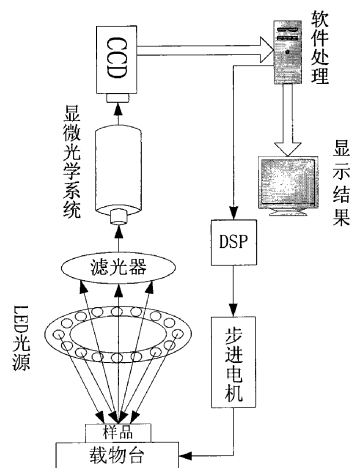 CCD
软件处理
显微光学系统
显示结果
DSP
滤光器
LED光源
步进电机
样品
载物台